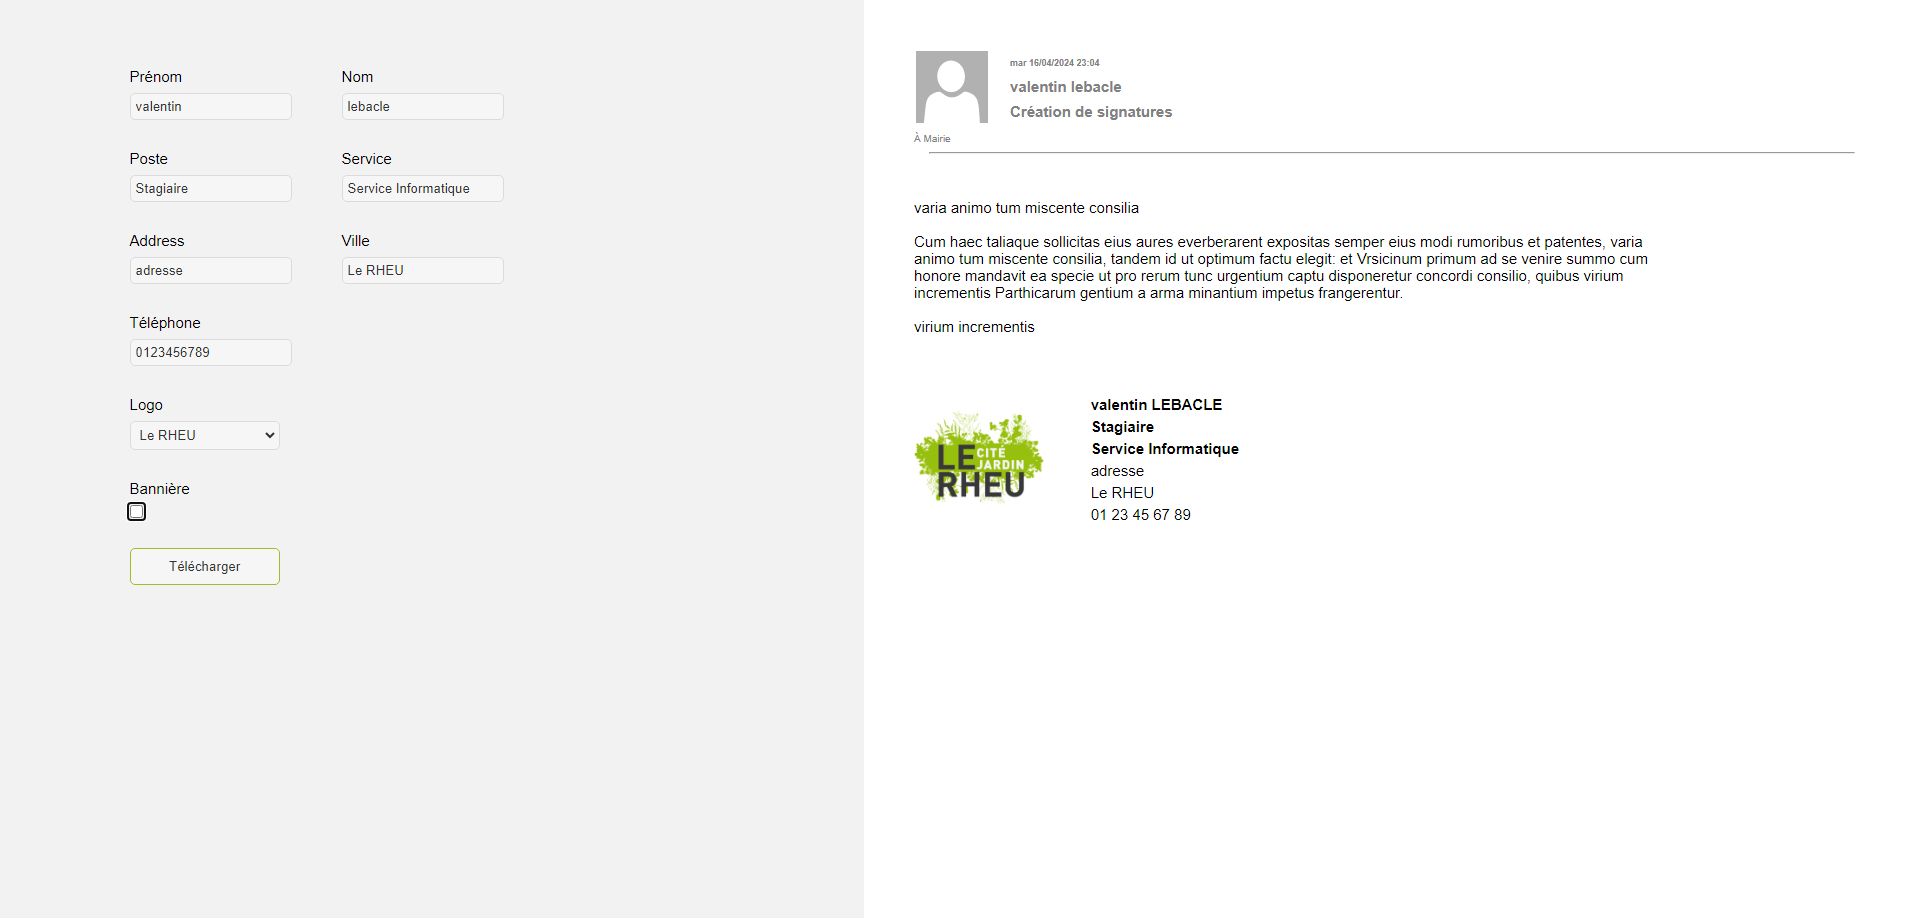 Prénom
Nom
valentin
lebacle
Poste
Service
Stagiaire
Service Informatique
Address
Ville
adresse
Le RHEU
Téléphone
0123456789
Logo
Le RHEU
Bannière
Télécharger
mar 16/04/2024 23:04
valentin lebacle
Création de signatures
À Mairie
varia animo tum miscente consilia
Cum haec taliaque sollicitas eius aures everberarent expositas semper eius modi rumoribus et patentes, varia
animo tum miscente consilia, tandem id ut optimum factu elegit: et Vrsicinum primum ad se venire summo cum
honore mandavit ea specie ut pro rerum tunc urgentium captu disponeretur concordi consilio, quibus virium
incrementis Parthicarum gentium a arma minantium impetus frangerentur.
virium incrementis
LE CITÉ
JARDIN
RHEU
valentin LEBACLE
Stagiaire
Service Informatique
adresse
Le RHEU
01 23 45 67 89